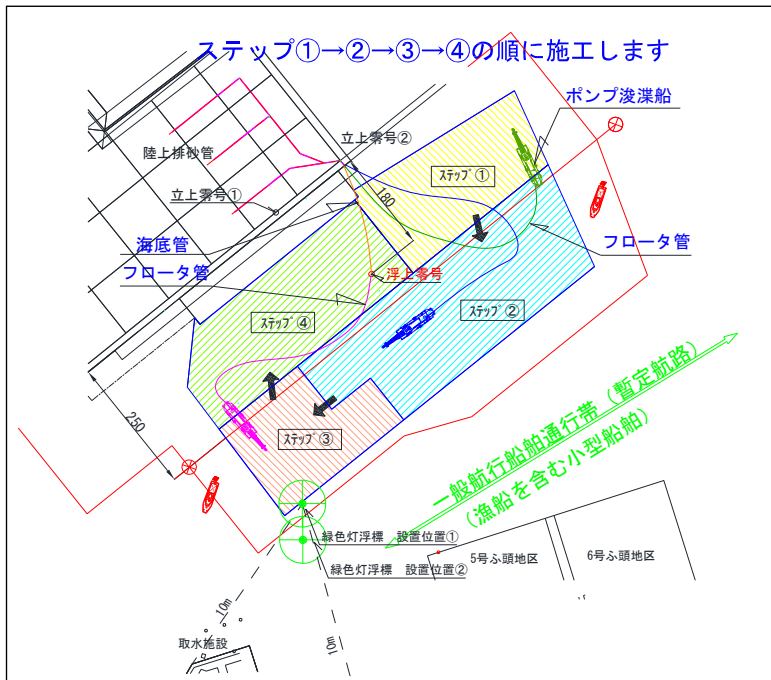 ステップ①→②→③→④の順に施工します
ポンプ浚渫船
立上零号②
陸上排砂管
ステップ①
180
立上零号①
海底管
フロータ管
フロータ管
浮上零号
ステップ②
ステップ④
250
ステップ③
一般航行船舶通行帯（暫定航路）
（漁船を含む小型船舶）
緑色灯浮標　設置位置①
緑色灯浮標　設置位置②
5号ふ頭地区
6号ふ頭地区
10m
10m
取水施設